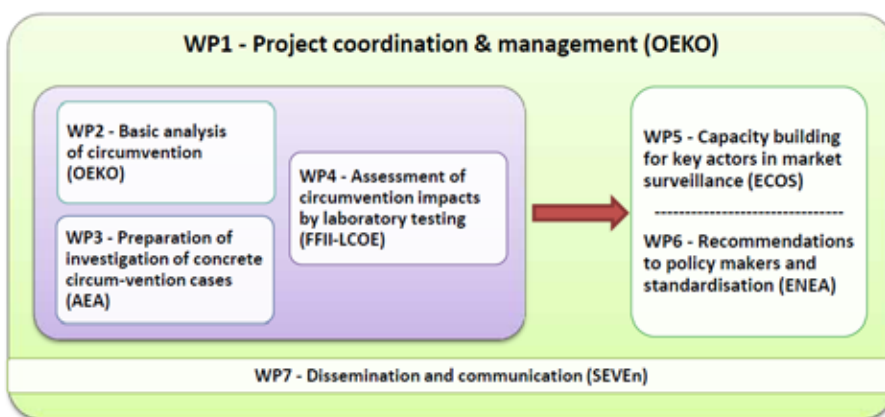 WP1 - Project coordination & management (OEKO)
WP2 - Basic analysis
of circumvention
(OEKO)
WP3 - Preparation of
investigation of concrete
circum-vention cases
(AEA)
WP4 - Assessment of
circumvention impacts
by laboratory testing
(FFII-LCOE)
WP5 - Capacity building
for key actors in market
surveillance (ECOS)
--------------------------------
WP6 - Recommendations
to policy makers and
standardisation (ENEA)
WP7 - Dissemination and communication (SEVEn)